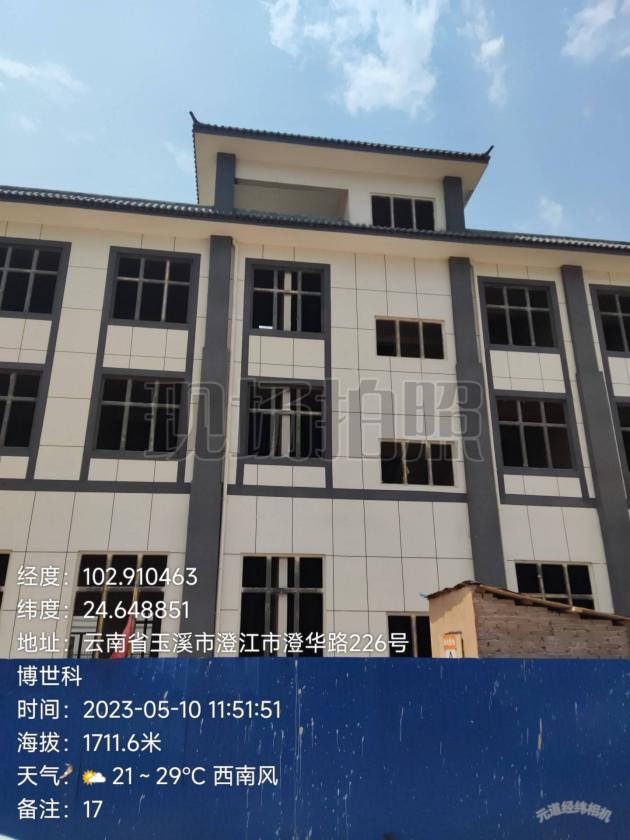 现场拍照
经度：102.910463
纬度：24.648851
地址：云南省玉溪市澄江市澄华路226号
博世科
时间：2023-05-10 11:51:51
海拔：1711.6米
天气：21 ~ 29℃ 西南风
备注：17
元道经纬相机